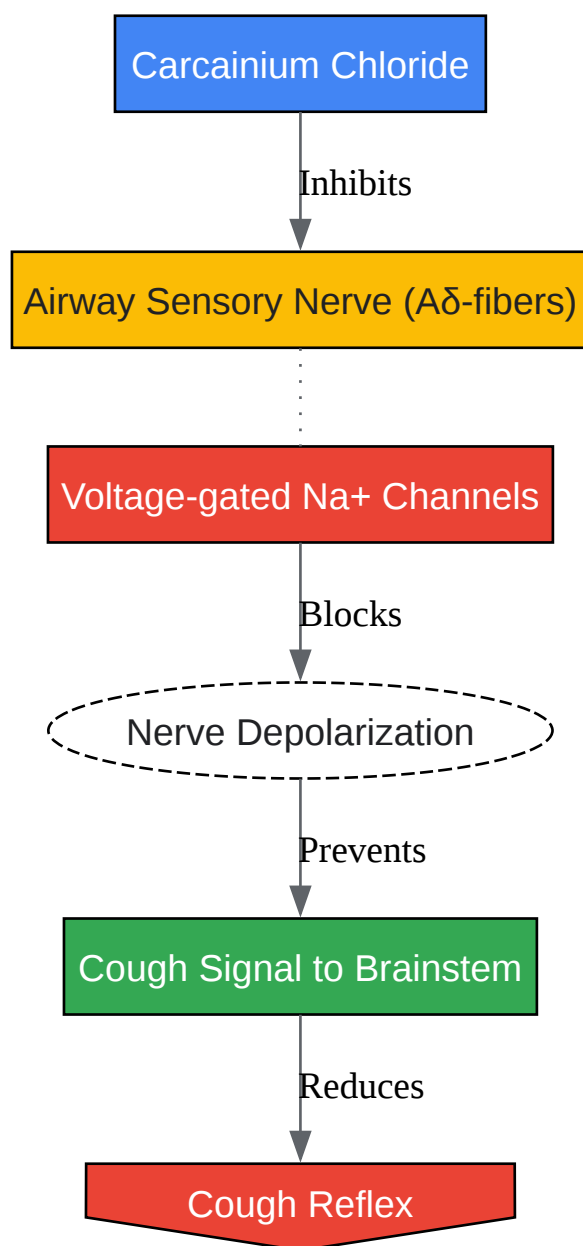 Carcainium Chloride
Inhibits
Airway Sensory Nerve (Aδ-fibers)
Voltage-gated Na+ Channels
Blocks
Nerve Depolarization
Prevents
Cough Signal to Brainstem
Reduces
Cough Reflex